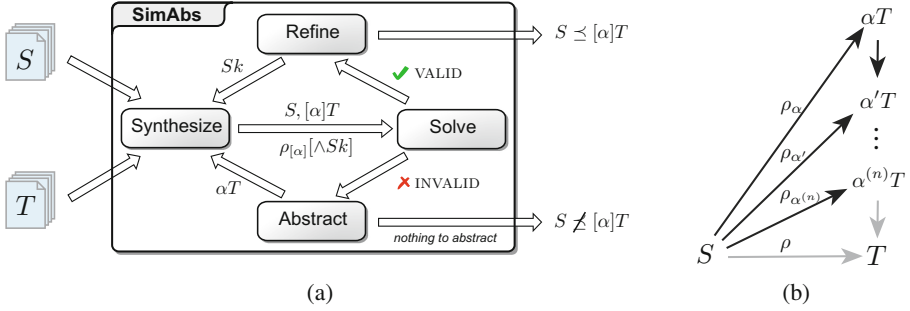 SimAbs
S
T
Refine
S ⪯ [α]T
Sk
✔ VALID
Synthesize
S, [α]T
Solve
ρ[α][∧Sk]
αT
✘ INVALID
Abstract
S ⪯̸ [α]T
nothing to abstract
(a)
αT
ρα
α′T
ρα′
⋮
ρα(n)
α(n)T
S
ρ
T
(b)